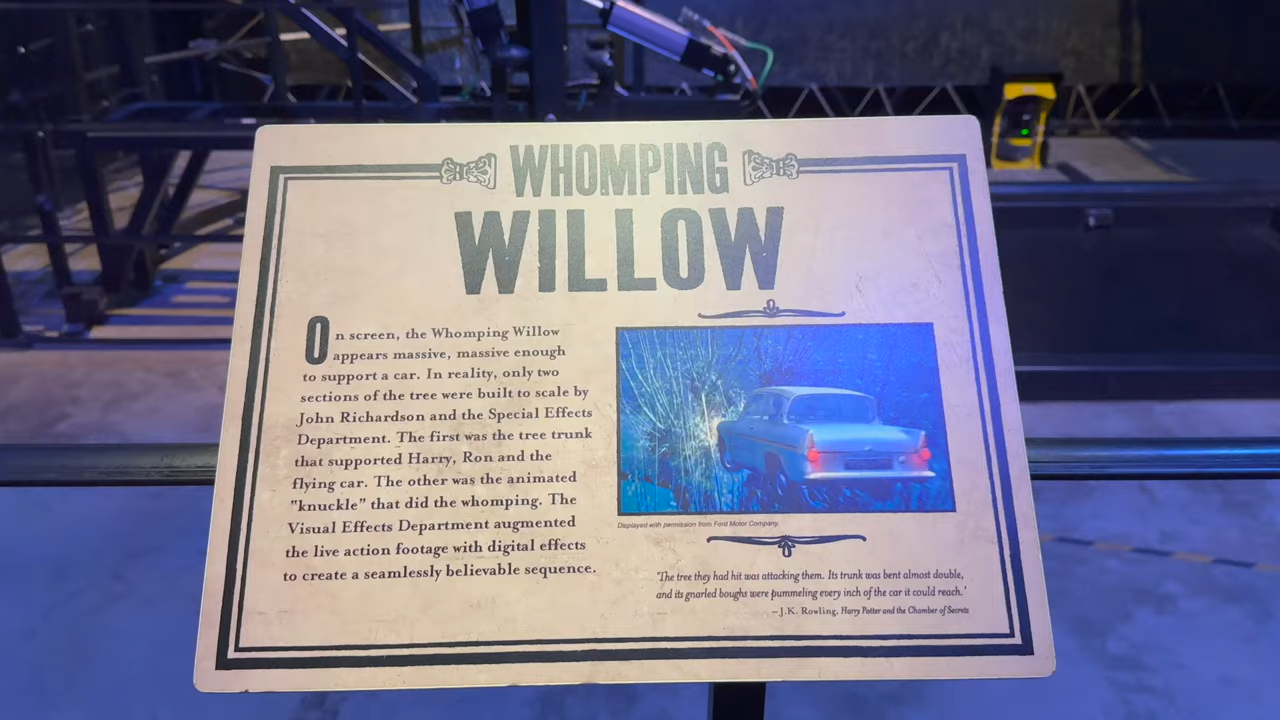 WHOMPING
WILLOW
On screen, the Whomping Willow
appears massive, massive enough
to support a car. In reality, only two
sections of the tree were built to scale by
John Richardson and the Special Effects
Department. The first was the tree trunk
that supported Harry, Ron and the
flying car. The other was the animated
"knuckle" that did the whomping. The
Visual Effects Department augmented
the live action footage with digital effects
to create a seamlessly believable sequence.
Displayed with permission from Ford Motor Company.
'The tree they had hit was attacking them. Its trunk was bent almost double,
and its gnarled boughs were pummeling every inch of the car it could reach.'
–J.K. Rowling, Harry Potter and the Chamber of Secrets